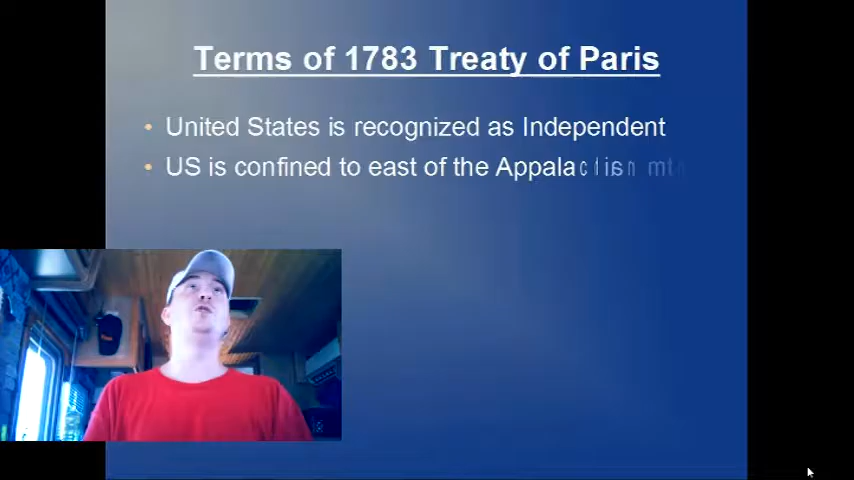 Terms of 1783 Treaty of Paris
• United States is recognized as Independent
• US is confined to east of the Appalachian